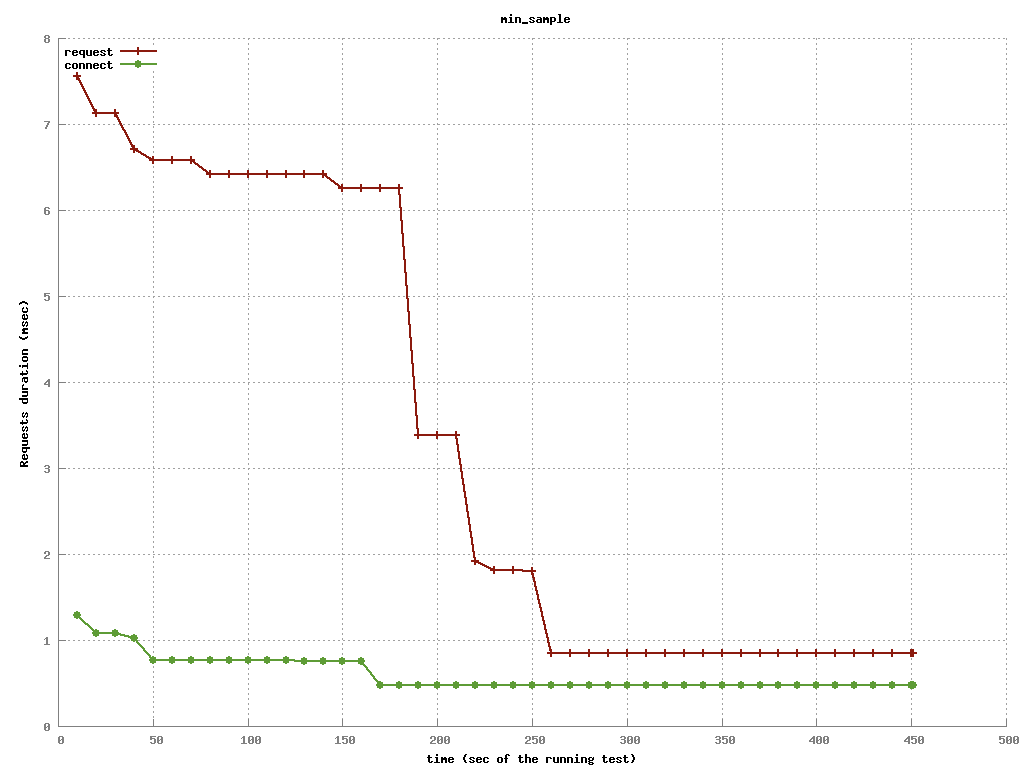 min_sample
8
request
connect
7
6
5
4
3
2
1
0
Requests duration (msec)
0 50 100 150 200 250 300 350 400 450 500
time (sec of the running test)